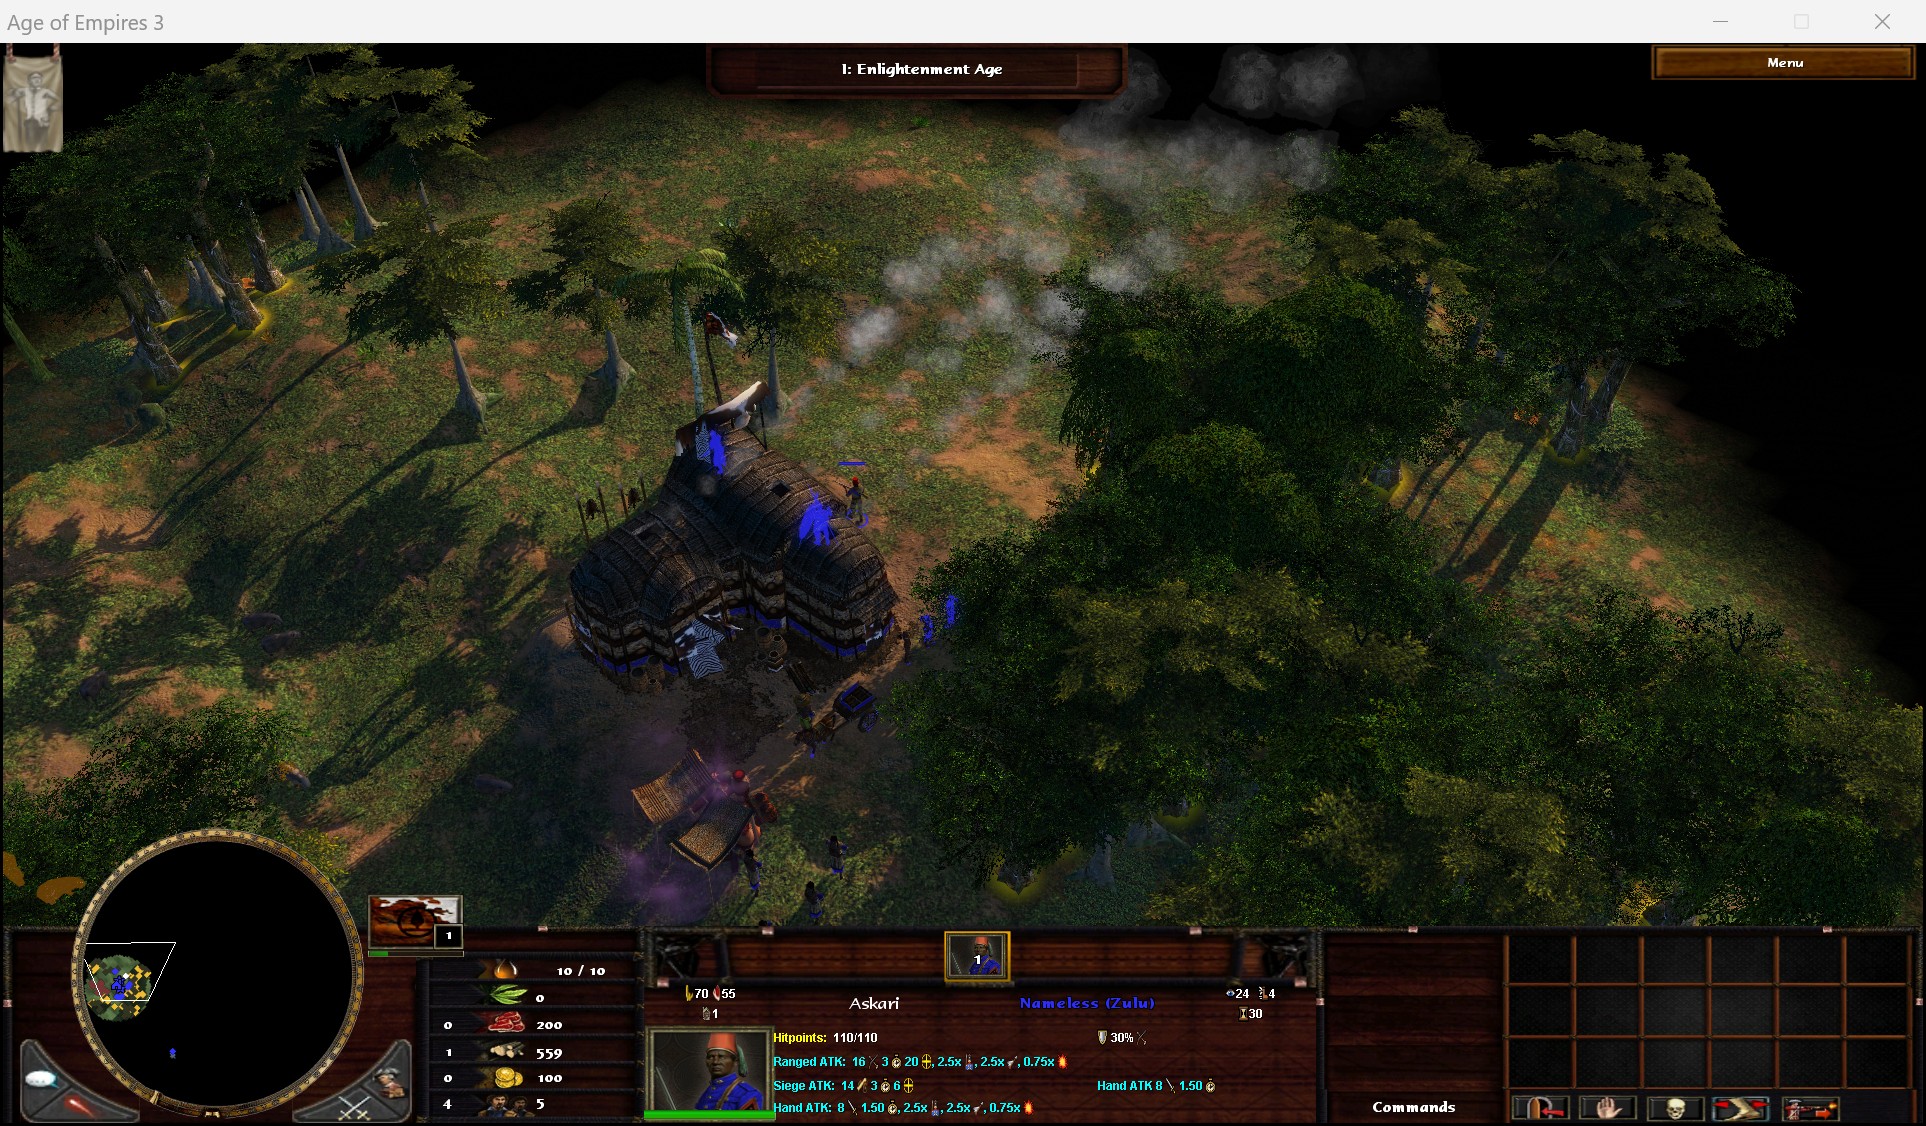 Age of Empires 3
1: Enlightenment Age
Menu
1
10 / 10
0
0 200
1 559
0 100
4 5
1
70 55
1
Askari
Nameless (Zulu)
24 4
30
Hitpoints: 110/110
30%
Ranged ATK: 16 3 20 , 2.5x , 2.5x , 0.75x
Siege ATK: 14 3 6
Hand ATK 8 1.50
Hand ATK: 8 1.50 , 2.5x , 2.5x , 0.75x
Commands